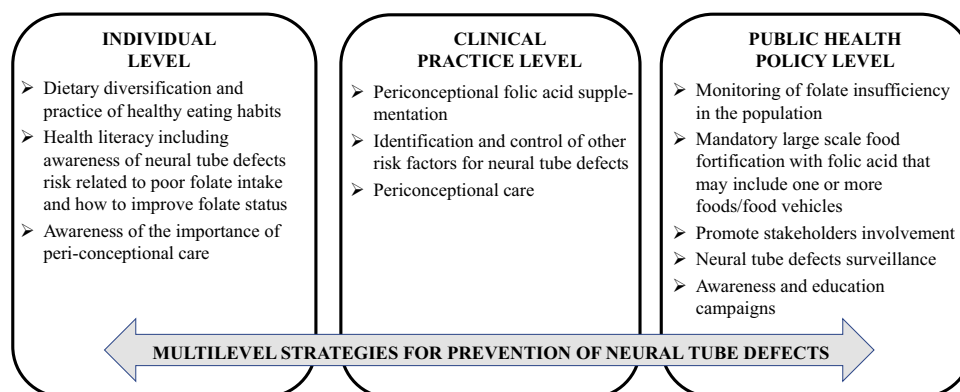 INDIVIDUAL
LEVEL
➢ Dietary diversification and
practice of healthy eating habits
➢ Health literacy including
awareness of neural tube defects
risk related to poor folate intake
and how to improve folate status
➢ Awareness of the importance of
peri-conceptional care
CLINICAL
PRACTICE LEVEL
➢ Periconceptional folic acid supple-
mentation
➢ Identification and control of other
risk factors for neural tube defects
➢ Periconceptional care
PUBLIC HEALTH
POLICY LEVEL
➢ Monitoring of folate insufficiency
in the population
➢ Mandatory large scale food
fortification with folic acid that
may include one or more
foods/food vehicles
➢ Promote stakeholders involvement
➢ Neural tube defects surveillance
➢ Awareness and education
campaigns
MULTILEVEL STRATEGIES FOR PREVENTION OF NEURAL TUBE DEFECTS